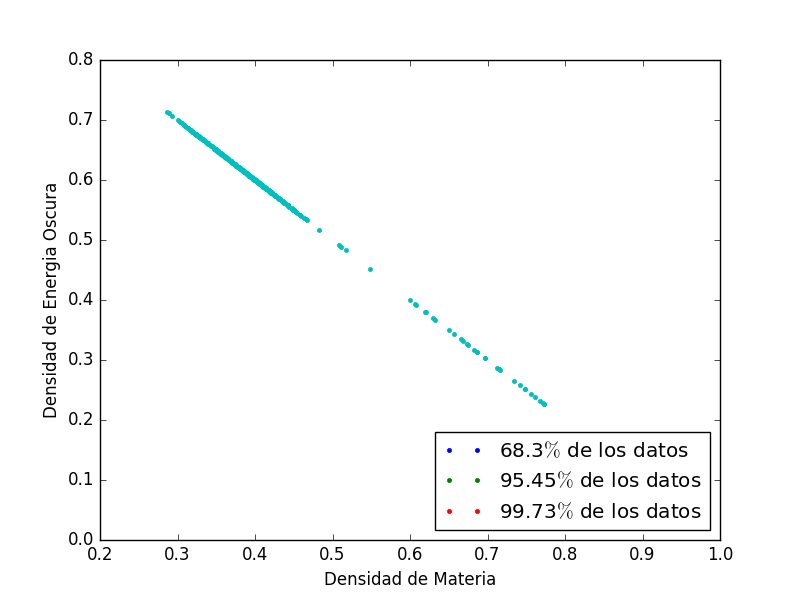 0.8
0.7
0.6
0.5
0.4
0.3
0.2
0.1
0.0
Densidad de Energia Oscura
68.3% de los datos
95.45% de los datos
99.73% de los datos
0.2 0.3 0.4 0.5 0.6 0.7 0.8 0.9 1.0
Densidad de Materia